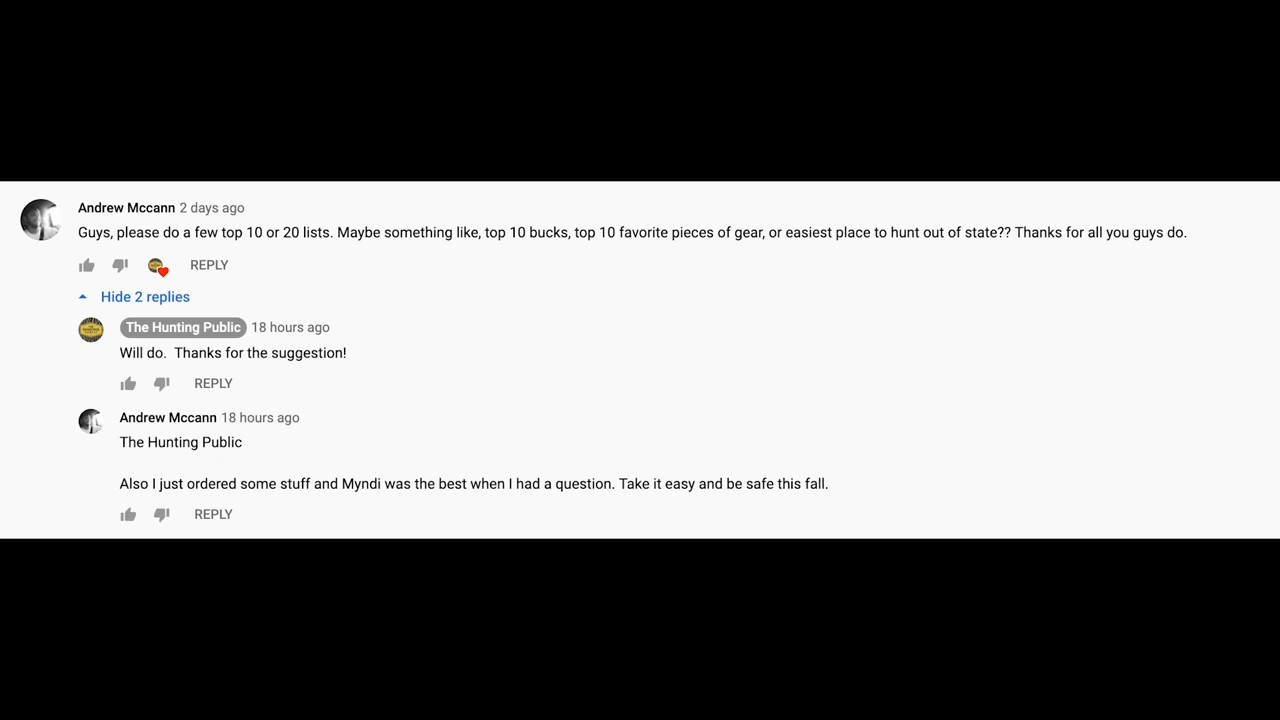 Andrew Mccann 2 days ago
Guys, please do a few top 10 or 20 lists. Maybe something like, top 10 bucks, top 10 favorite pieces of gear, or easiest place to hunt out of state?? Thanks for all you guys do.
REPLY
Hide 2 replies
The Hunting Public 18 hours ago
Will do.  Thanks for the suggestion!
REPLY
Andrew Mccann 18 hours ago
The Hunting Public
Also I just ordered some stuff and Myndi was the best when I had a question. Take it easy and be safe this fall.
REPLY